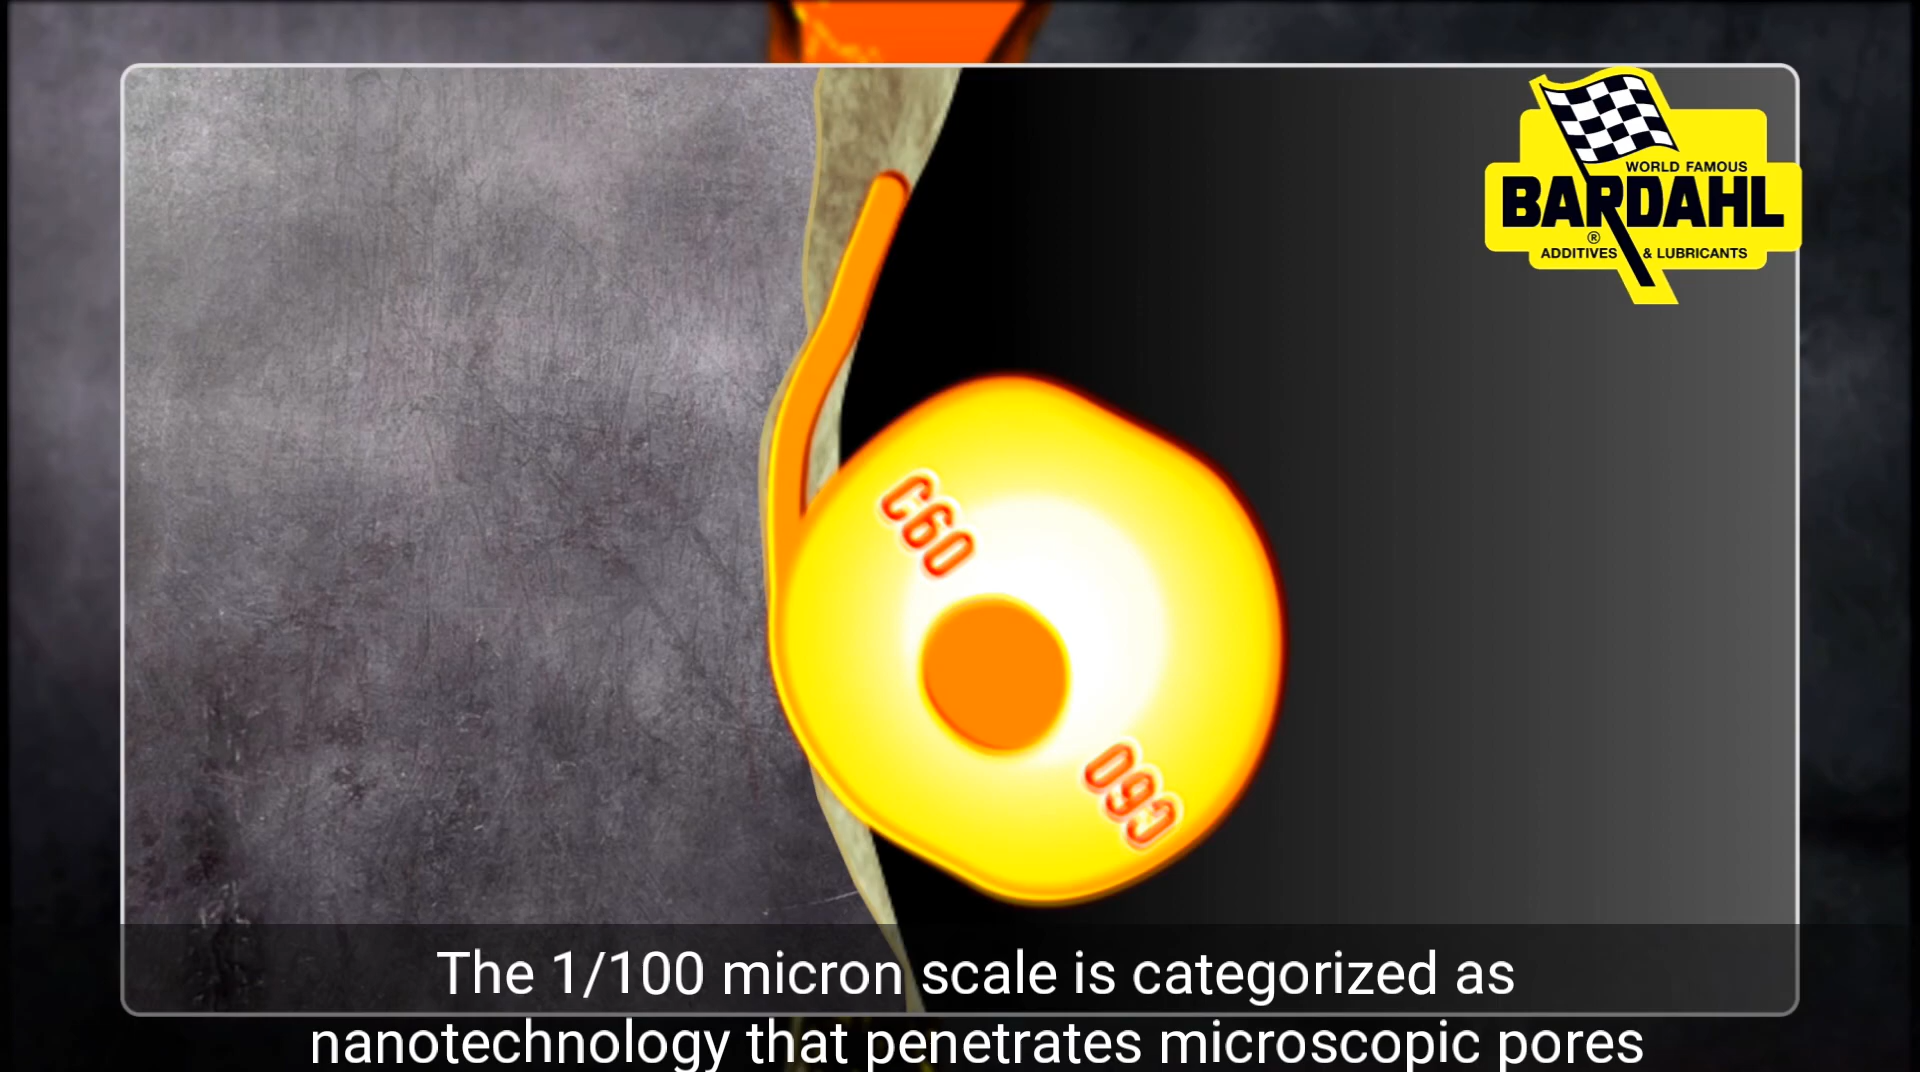 WORLD FAMOUS
BARDAHL
®
ADDITIVES & LUBRICANTS
C60
C60
The 1/100 micron scale is categorized as
nanotechnology that penetrates microscopic pores